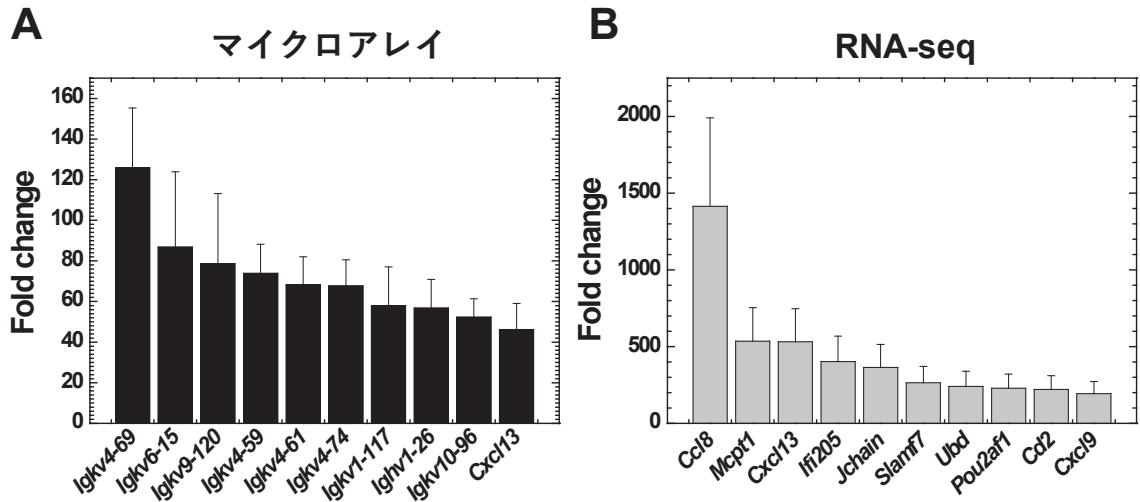 A
マイクロアレイ
Fold change
160
140
120
100
80
60
40
20
0
Igkv4-69
Igkv6-15
Igkv9-120
Igkv4-59
Igkv4-61
Igkv4-74
Igkv1-117
Ighv1-26
Igkv10-96
Cxcl13
B
RNA-seq
Fold change
2000
1500
1000
500
0
Ccl8
Mcpt1
Cxcl13
Ifi205
Jchain
Slamf7
Ubd
Pou2af1
Cd2
Cxcl9